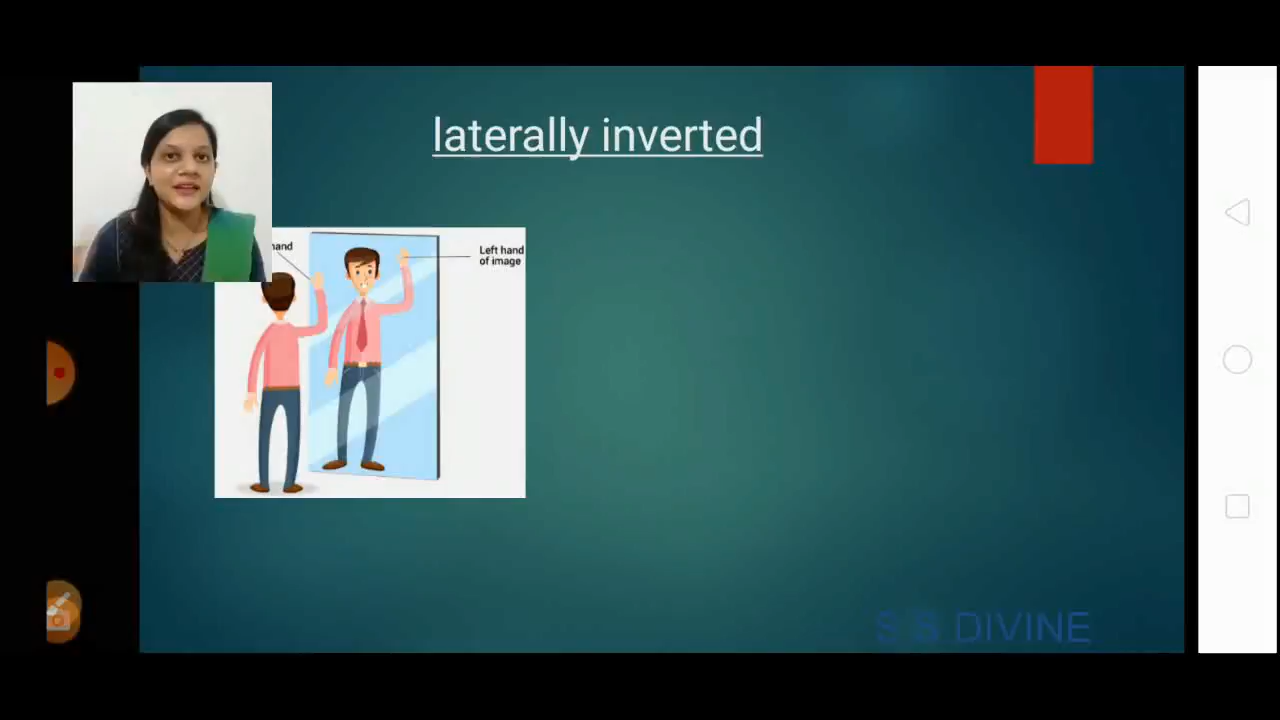 laterally inverted
hand
Left hand
of image
S S DIVINE